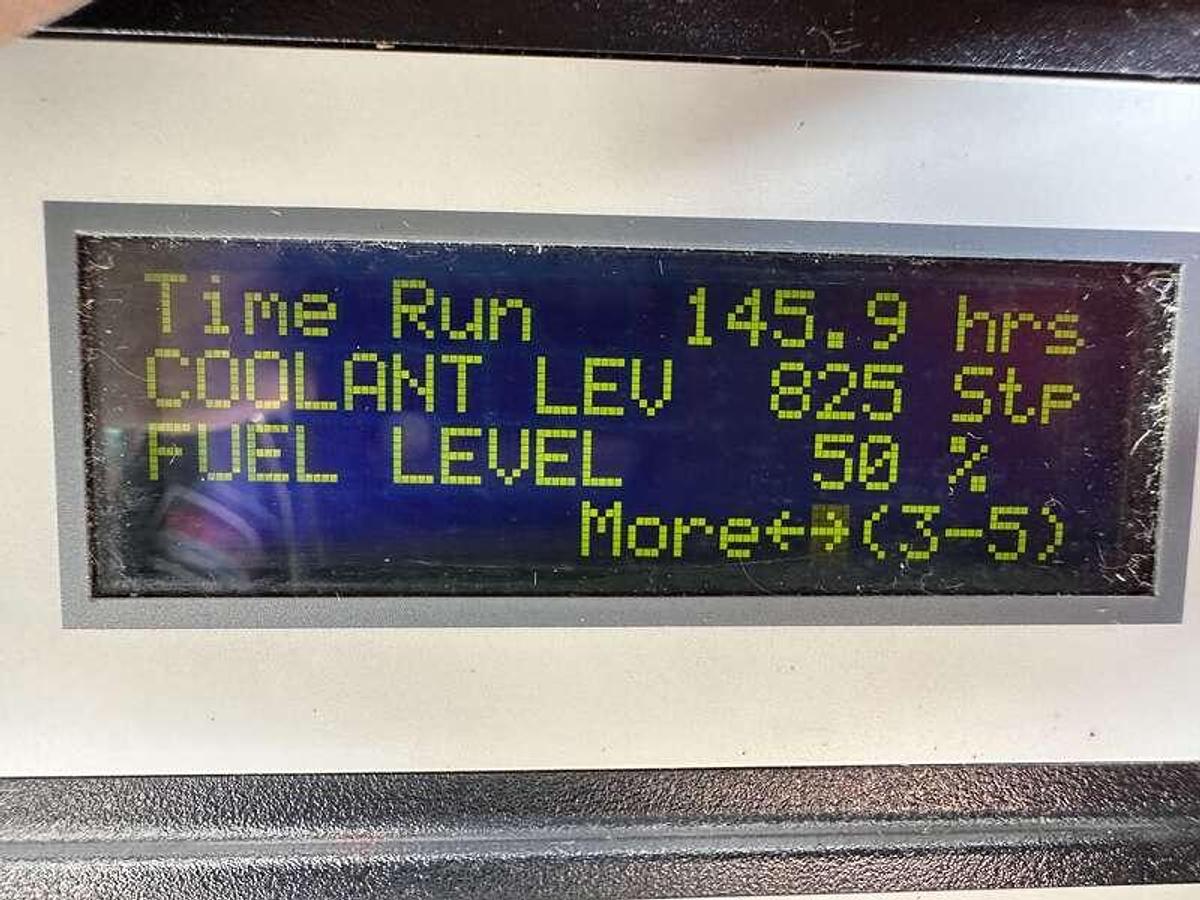 Time Run 145.9 hrs
COOLANT LEV 825 Stp
FUEL LEVEL 50 %
More←→(3-5)